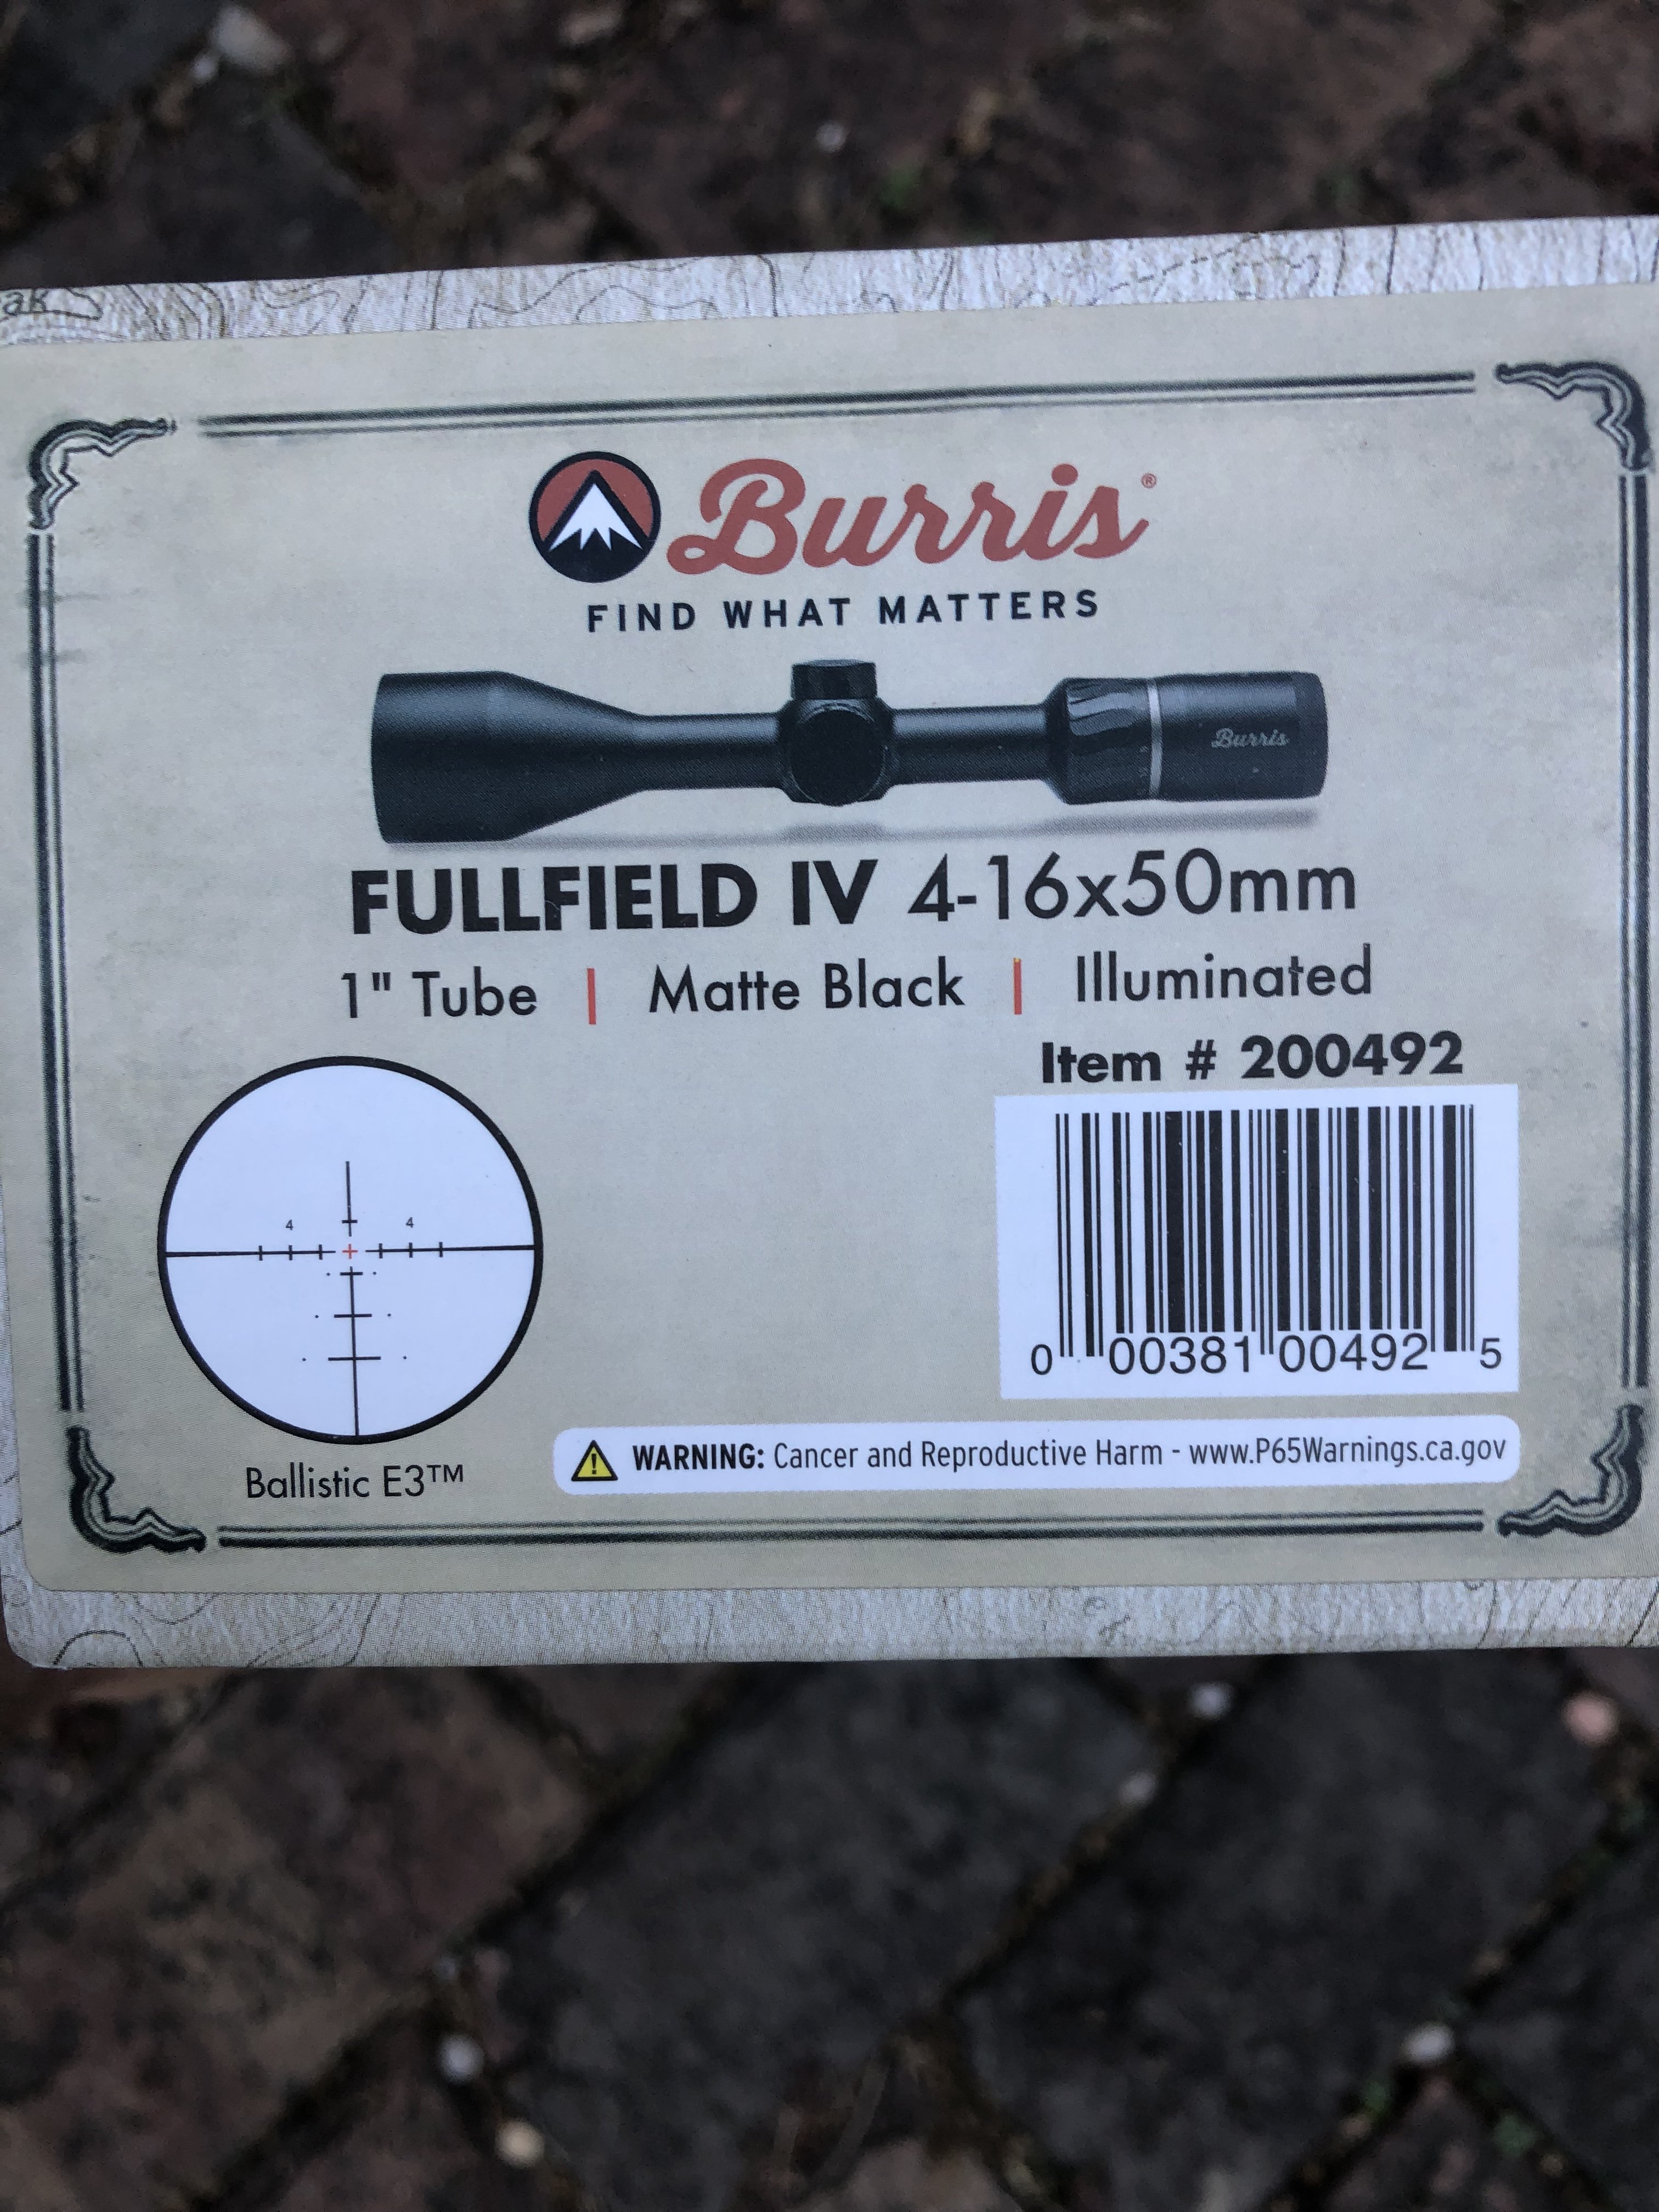 ak
Burris®
FIND WHAT MATTERS
Burris
FULLFIELD IV 4-16x50mm
1" Tube | Matte Black | Illuminated
Item # 200492
4 4
0 00381 00492 5
Ballistic E3™
WARNING: Cancer and Reproductive Harm - www.P65Warnings.ca.gov